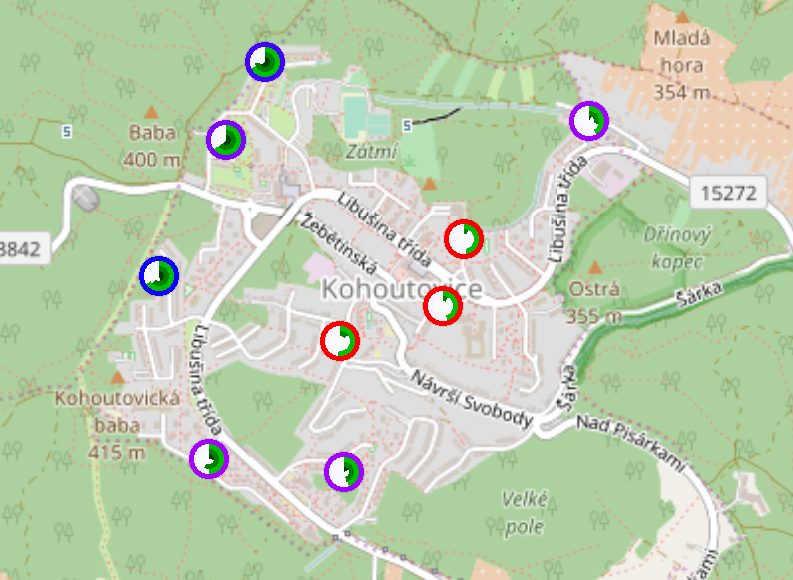 Mladá
hora
354 m
5
Baba
400 m
5
Zátmí
15272
Libušina třída
Libušina třída
Žebětínská
Dřínový
kopec
3842
Kohoutovice
Ostrá
355 m
Šárka
Libušina třída
Návrší Svobody
Šárka
Kohoutovická
baba
415 m
Nad Pisárkami
Velké
pole
kami